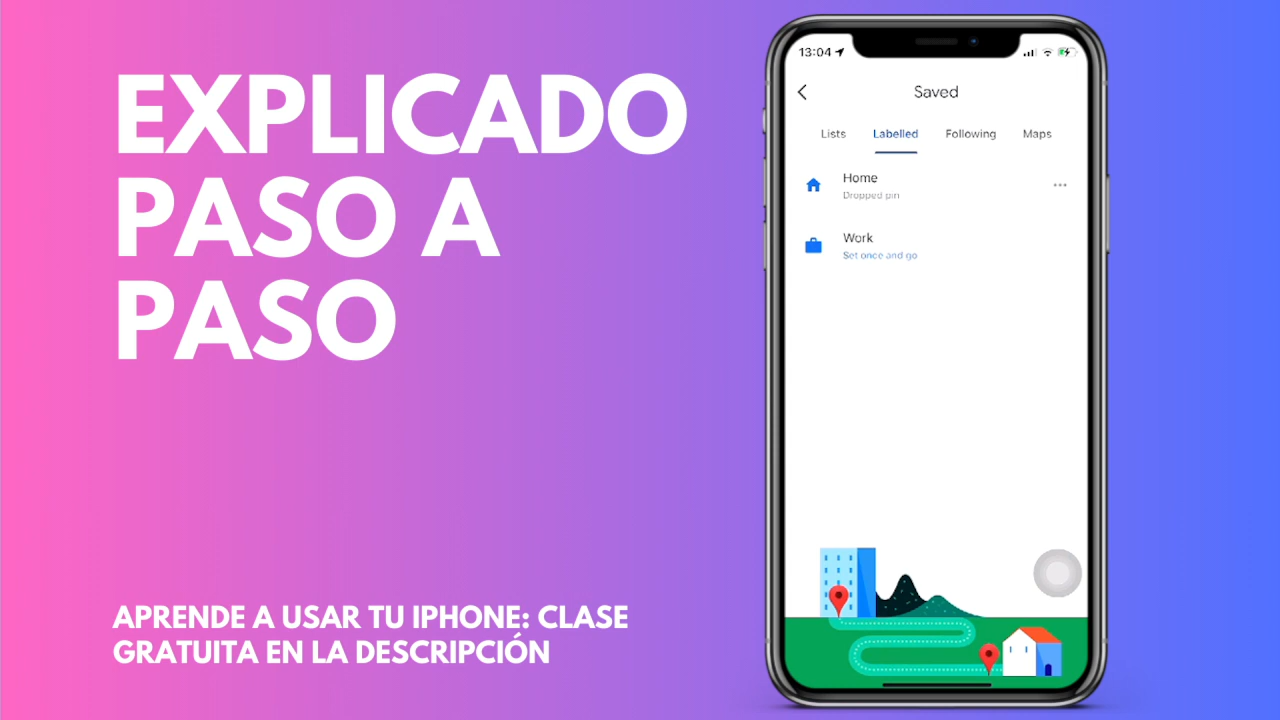 EXPLICADO
PASO A
PASO
APRENDE A USAR TU IPHONE: CLASE
GRATUITA EN LA DESCRIPCIÓN
13:04
Saved
Lists Labelled Following Maps
Home
Dropped pin
Work
Set once and go